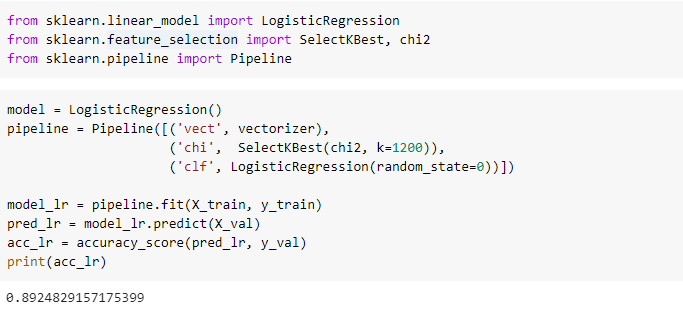 from sklearn.linear_model import LogisticRegression
from sklearn.feature_selection import SelectKBest, chi2
from sklearn.pipeline import Pipeline
model = LogisticRegression()
pipeline = Pipeline([('vect', vectorizer),
('chi',  SelectKBest(chi2, k=1200)),
('clf', LogisticRegression(random_state=0))])
model_lr = pipeline.fit(X_train, y_train)
pred_lr = model_lr.predict(X_val)
acc_lr = accuracy_score(pred_lr, y_val)
print(acc_lr)
0.8924829157175399